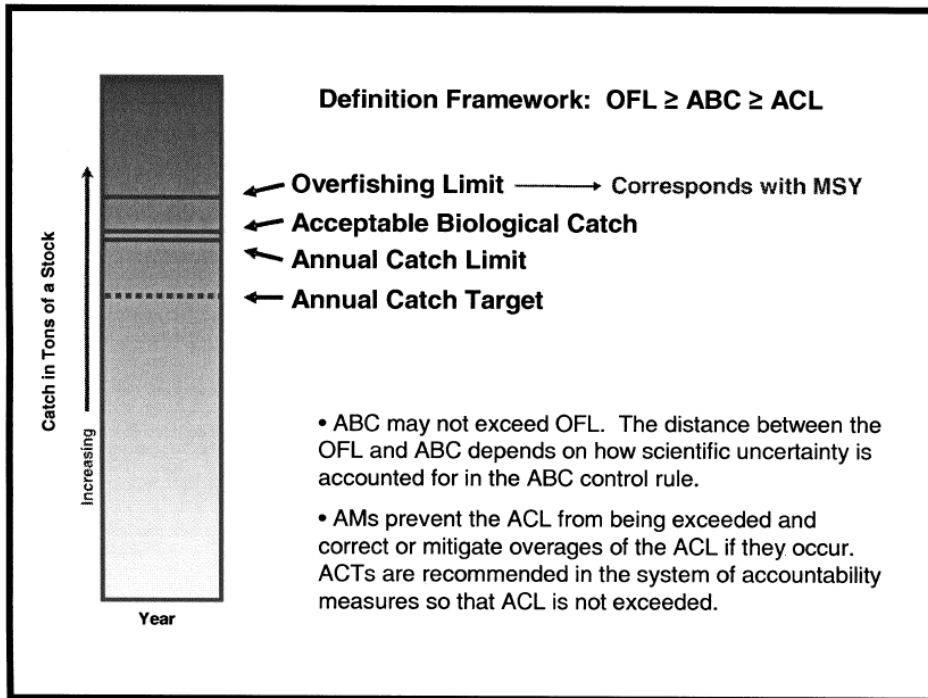 Definition Framework: OFL ≥ ABC ≥ ACL
Overfishing Limit
Corresponds with MSY
Acceptable Biological Catch
Annual Catch Limit
Annual Catch Target
Catch in Tons of a Stock
Increasing
Year
• ABC may not exceed OFL. The distance between the
OFL and ABC depends on how scientific uncertainty is
accounted for in the ABC control rule.
• AMs prevent the ACL from being exceeded and
correct or mitigate overages of the ACL if they occur.
ACTs are recommended in the system of accountability
measures so that ACL is not exceeded.